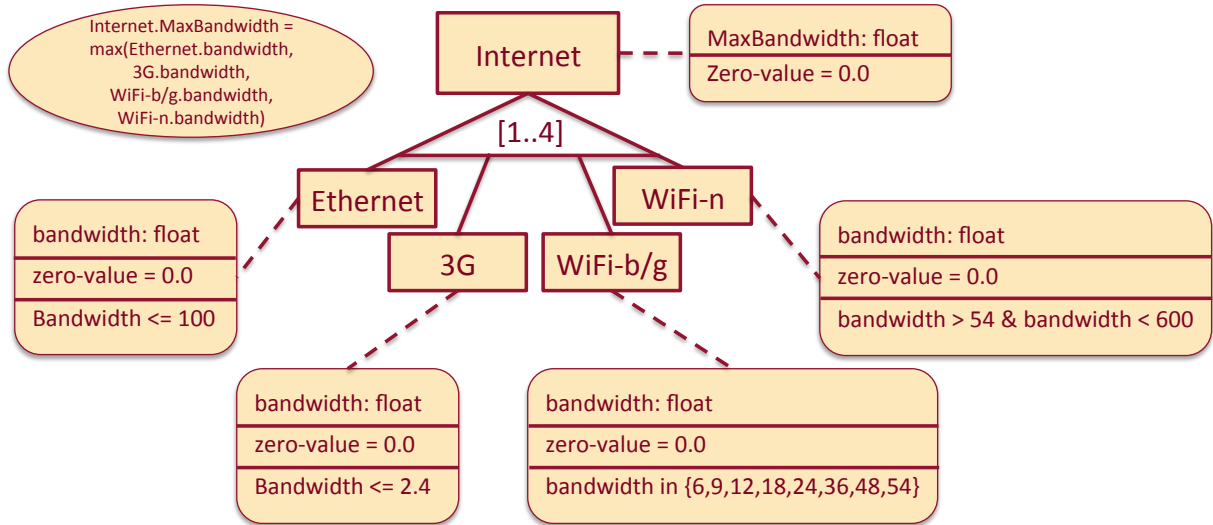 Internet.MaxBandwidth =
max(Ethernet.bandwidth,
3G.bandwidth,
WiFi-b/g.bandwidth,
WiFi-n.bandwidth)
Internet
MaxBandwidth: float
Zero-value = 0.0
[1..4]
Ethernet
WiFi-n
3G
WiFi-b/g
bandwidth: float
zero-value = 0.0
Bandwidth <= 100
bandwidth: float
zero-value = 0.0
bandwidth > 54 & bandwidth < 600
bandwidth: float
zero-value = 0.0
Bandwidth <= 2.4
bandwidth: float
zero-value = 0.0
bandwidth in {6,9,12,18,24,36,48,54}